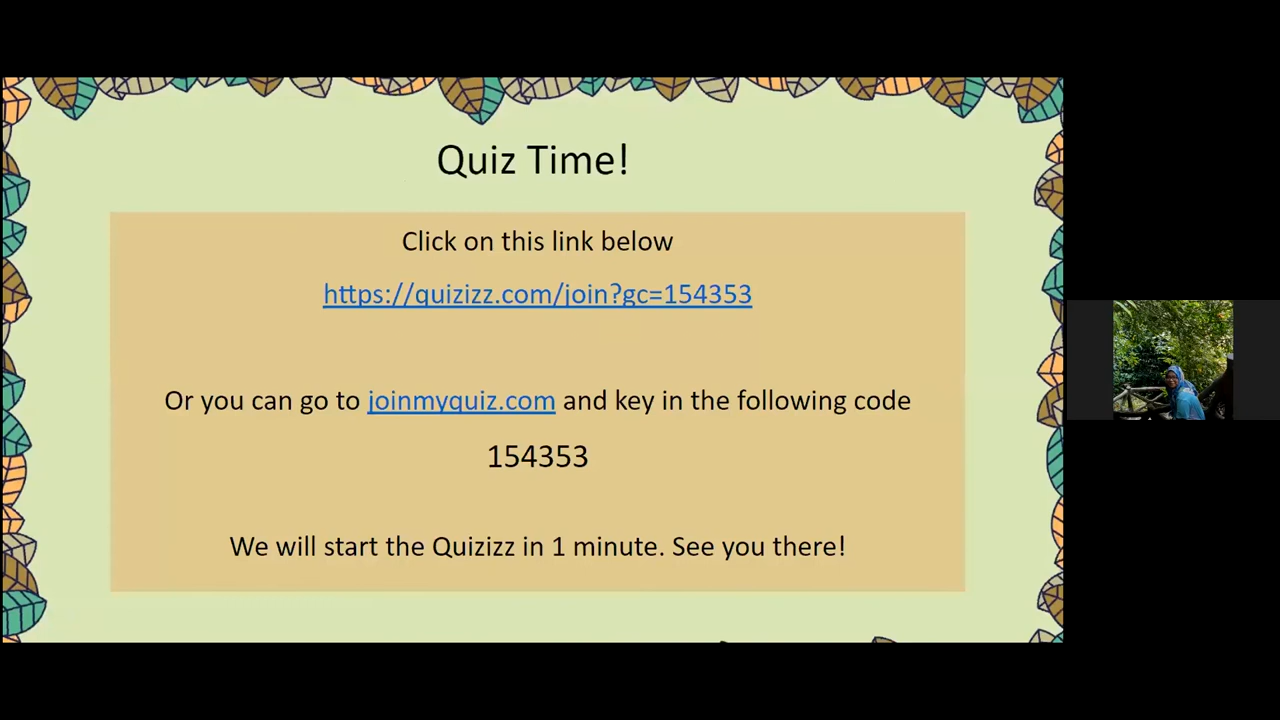 Quiz Time!
Click on this link below
https://quizizz.com/join?gc=154353
Or you can go to joinmyquiz.com and key in the following code
154353
We will start the Quizizz in 1 minute. See you there!